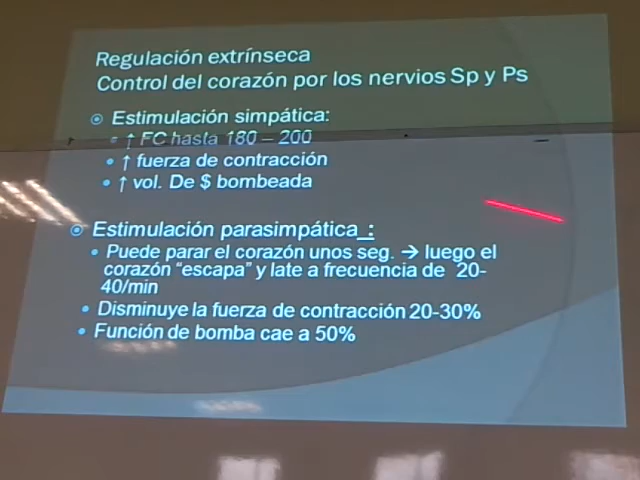 Regulación extrínseca
Control del corazón por los nervios Sp y Ps
Estimulación simpática:
↑ FC hasta 180 – 200
↑ fuerza de contracción
↑ vol. De $ bombeada
Estimulación parasimpática :
Puede parar el corazón unos seg. → luego el
corazón "escapa" y late a frecuencia de 20-
40/min
Disminuye la fuerza de contracción 20-30%
Función de bomba cae a 50%